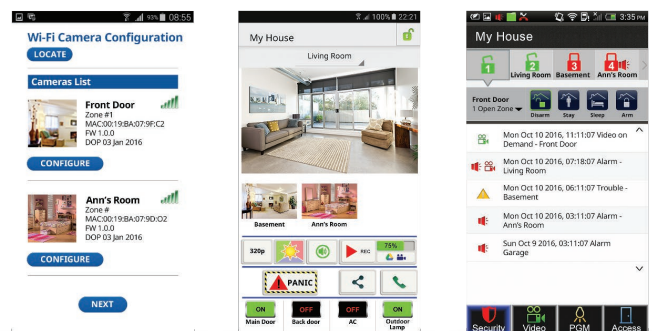 93% 08:55
Wi-Fi Camera Configuration
LOCATE
Cameras List
Front Door
Zone #1
MAC:00:19:BA:07:9F:C2
FW 1.0.0
DOP 03 Jan 2016
CONFIGURE
Ann's Room
Zone #
MAC:00:19:BA:07:9D:O2
FW 1.0.0
DOP 03 Jan 2016
CONFIGURE
NEXT
100% 22:21
My House
Living Room
Basement Ann's Room
320p REC 75%
PANIC
ON OFF OFF ON
Main Door Back door AC Outdoor Lamp
3:35 PM
My House
1 2 3 4
Living Room Basement Ann's Room
Front Door
1 Open Zone
Disarm Stay Sleep Arm
Mon Oct 10 2016, 11:11:07 Video on
Demand - Front Door
Mon Oct 10 2016, 07:18:07 Alarm -
Living Room
Mon Oct 10 2016, 06:11:07 Trouble -
Basement
Mon Oct 10 2016, 03:11:07 Alarm -
Ann's Room
Sun Oct 9 2016, 03:11:07 Alarm
Garage
Security Video PGM Access